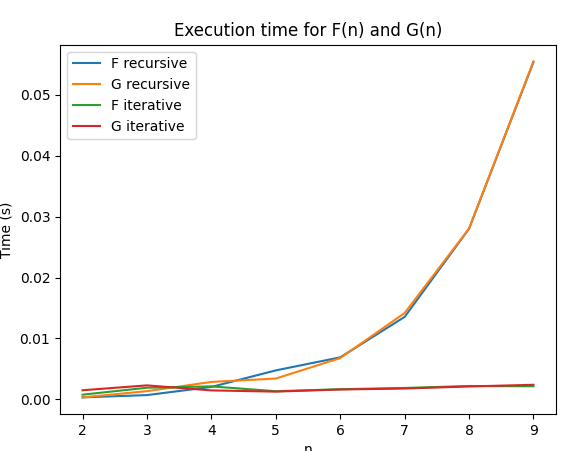 Execution time for F(n) and G(n)
F recursive
G recursive
F iterative
G iterative
Time (s)
0.05
0.04
0.03
0.02
0.01
0.00
2 3 4 5 6 7 8 9
n